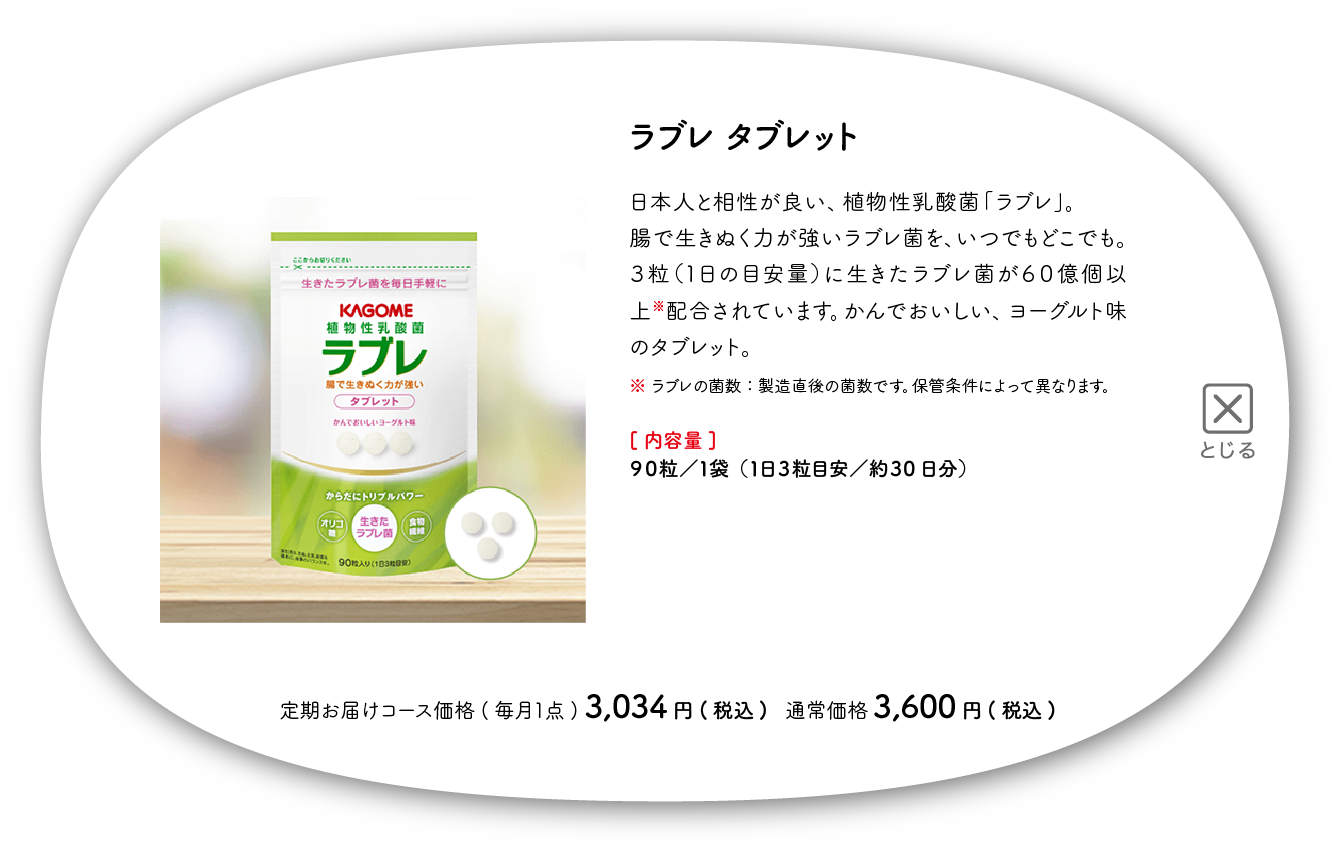 ラブレ タブレット
日本人と相性が良い、植物性乳酸菌「ラブレ」。
腸で生きぬく力が強いラブレ菌を、いつでもどこでも。
3粒（1日の目安量）に生きたラブレ菌が60億個以
上※配合されています。かんでおいしい、ヨーグルト味
のタブレット。
※ ラブレの菌数：製造直後の菌数です。保管条件によって異なります。
[ 内容量 ]
90粒／1袋（1日3粒目安／約30日分）
ここからお切りください
生きたラブレ菌を毎日手軽に
KAGOME
植物性乳酸菌
ラブレ
腸で生きぬく力が強い
タブレット
かんでおいしいヨーグルト味
からだにトリプルパワー
オリゴ
糖
生きた
ラブレ菌
食物
繊維
90粒入り（1日3粒目安）
とじる
定期お届けコース価格 ( 毎月1点 ) 3,034 円 ( 税込 ) 通常価格 3,600 円 ( 税込 )